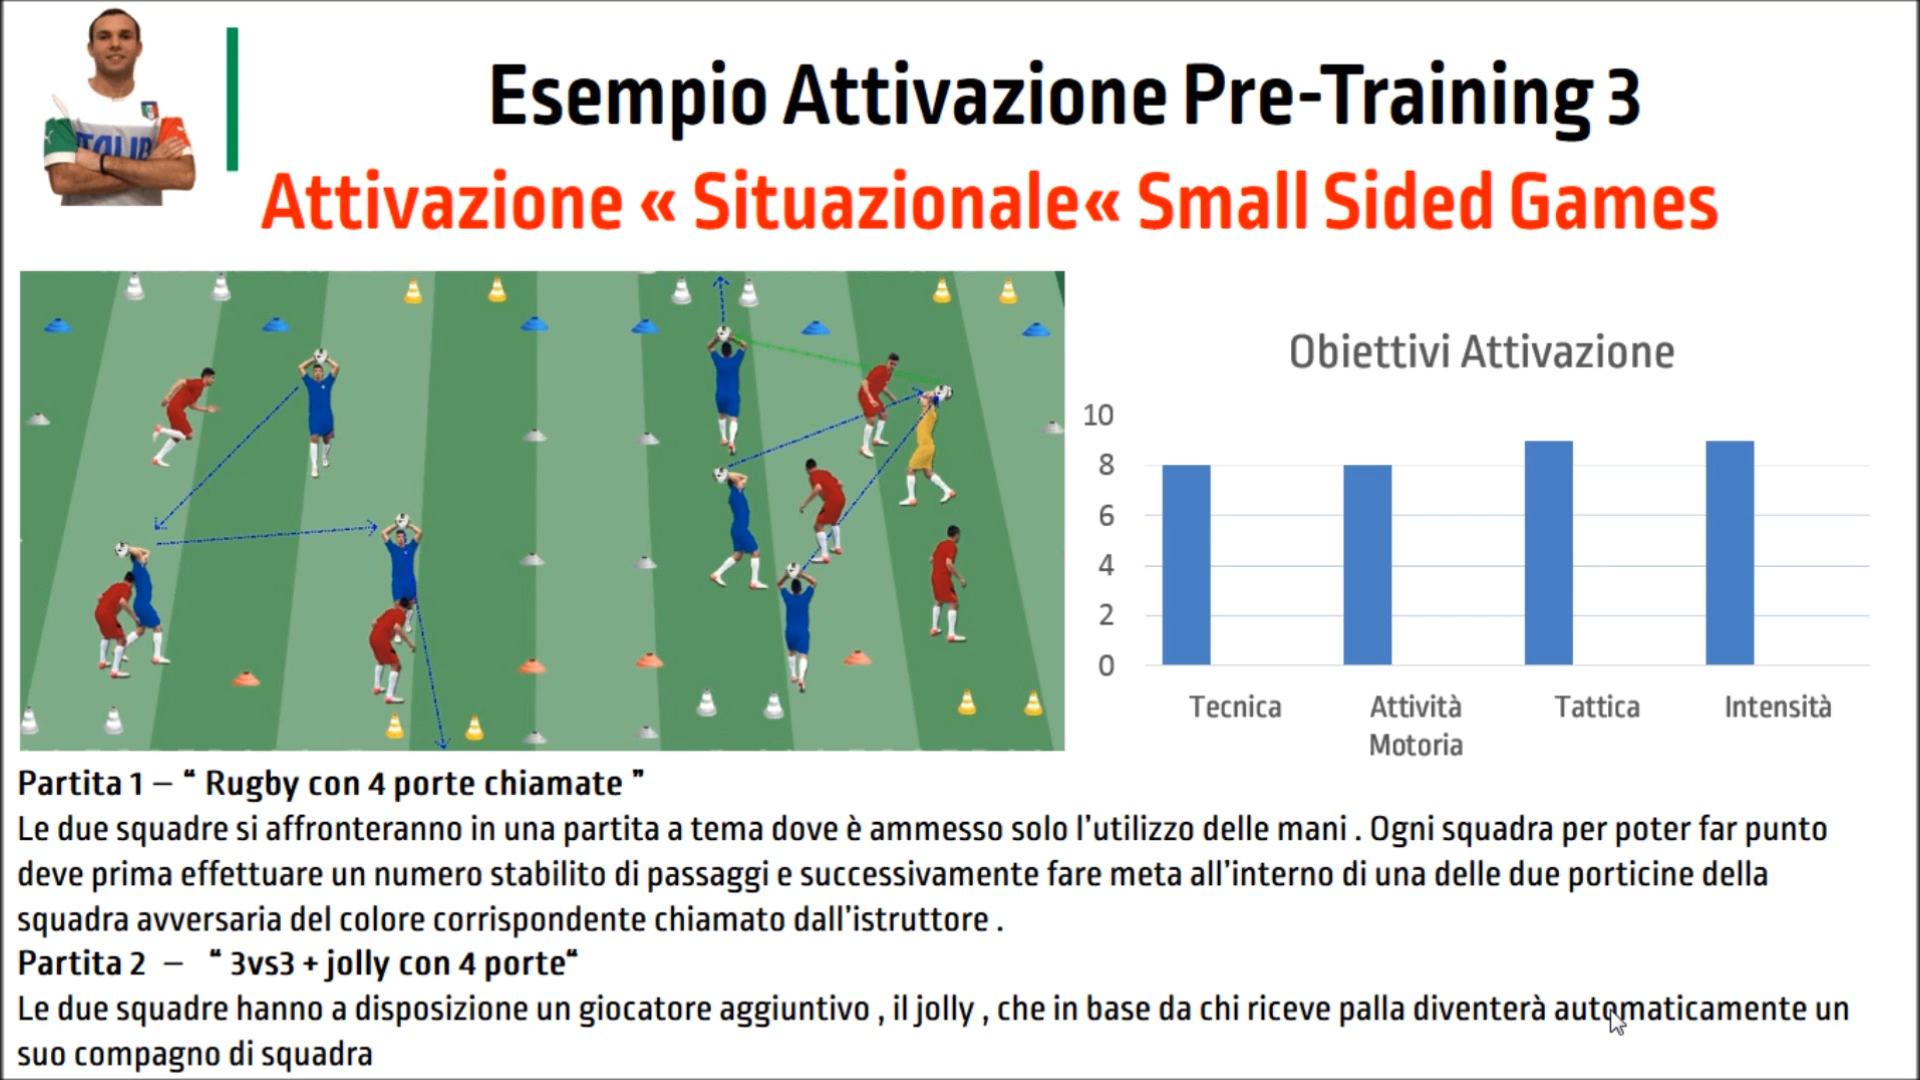 Esempio Attivazione Pre-Training 3
Attivazione « Situazionale« Small Sided Games
ITALIA
Obiettivi Attivazione
10
8
6
4
2
0
Tecnica
Attività
Motoria
Tattica
Intensità
Partita 1 – “ Rugby con 4 porte chiamate ”
Le due squadre si affronteranno in una partita a tema dove è ammesso solo l’utilizzo delle mani . Ogni squadra per poter far punto
deve prima effettuare un numero stabilito di passaggi e successivamente fare meta all’interno di una delle due porticine della
squadra avversaria del colore corrispondente chiamato dall’istruttore .
Partita 2 – “ 3vs3 + jolly con 4 porte“
Le due squadre hanno a disposizione un giocatore aggiuntivo , il jolly , che in base da chi riceve palla diventerà automaticamente un
suo compagno di squadra